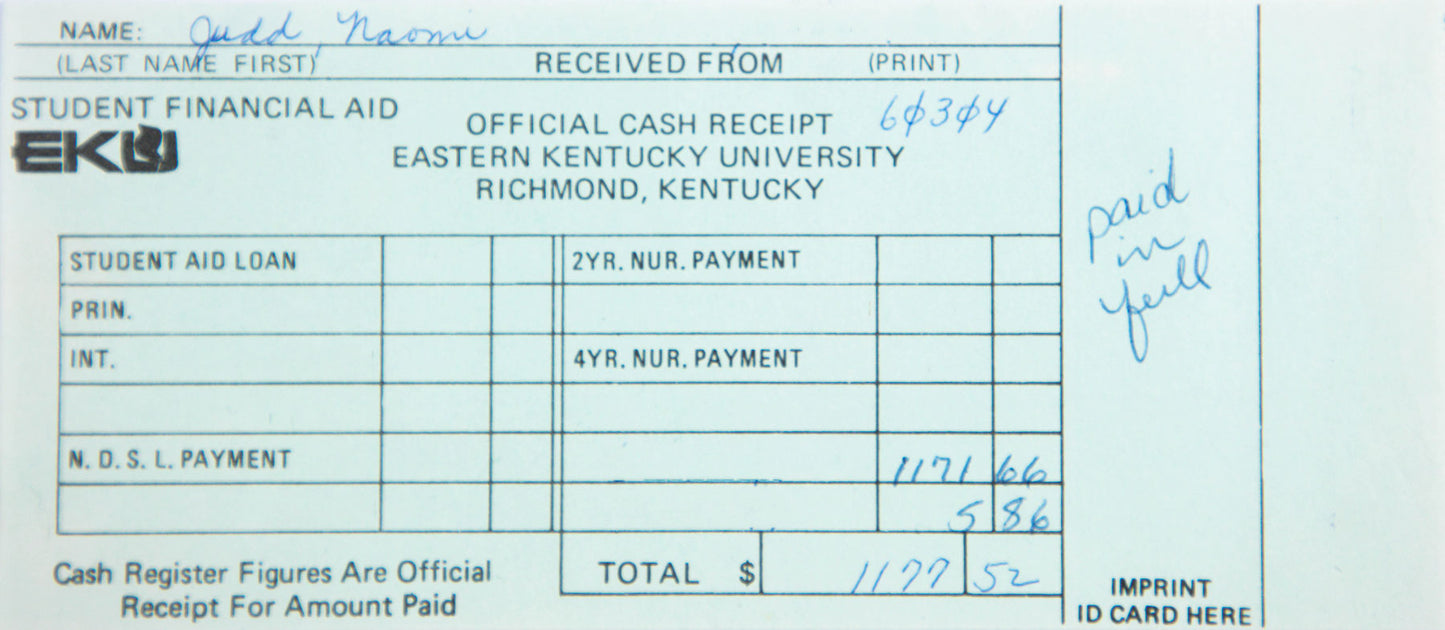 NAME: Judd, Naomi
(LAST NAME FIRST) RECEIVED FROM (PRINT)
STUDENT FINANCIAL AID
EKU
OFFICIAL CASH RECEIPT 60304
EASTERN KENTUCKY UNIVERSITY
RICHMOND, KENTUCKY
paid
in
full
STUDENT AID LOAN 2YR. NUR. PAYMENT
PRIN.
INT. 4YR. NUR. PAYMENT
N. D. S. L. PAYMENT 1171 66
5 86
TOTAL $ 1177 52
Cash Register Figures Are Official
Receipt For Amount Paid
IMPRINT
ID CARD HERE